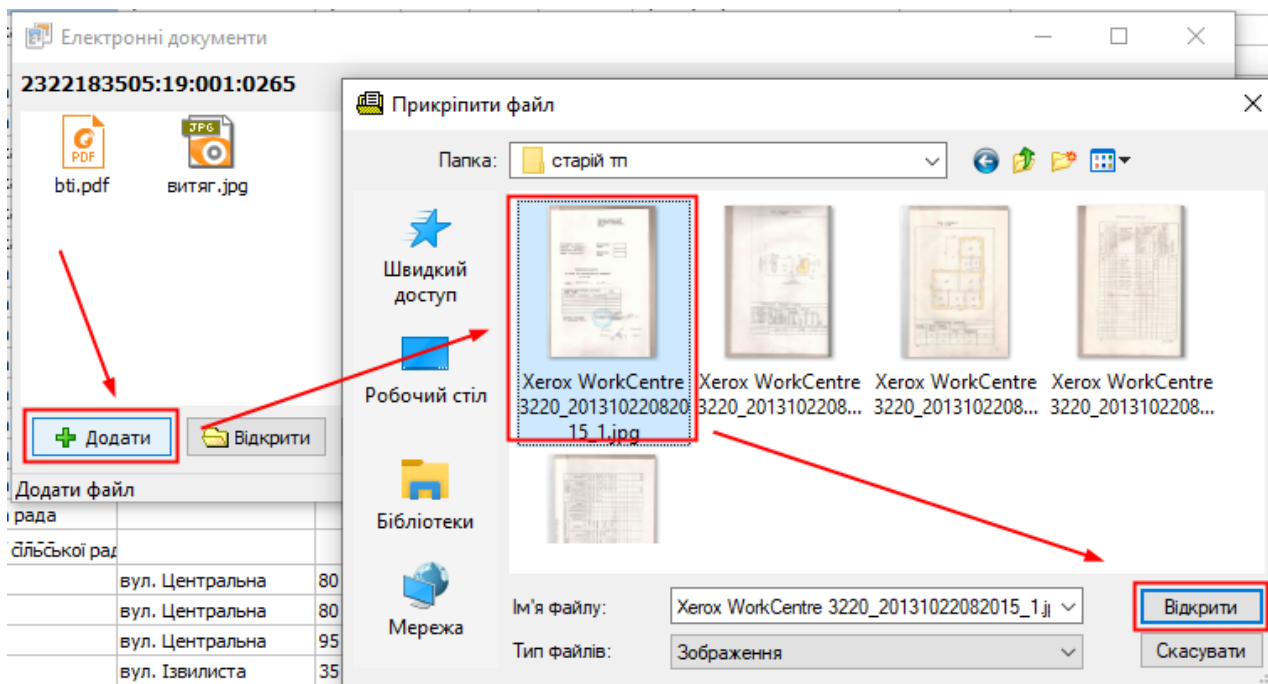 Електронні документи
2322183505:19:001:0265
bti.pdf
витяг.jpg
Додати
Відкрити
Додати файл
рада
сільської рад
вул. Центральна 80
вул. Центральна 80
вул. Центральна 95
вул. Ізвилиста 35
Прикріпити файл
Папка:
старій тп
Швидкий
доступ
Робочий стіл
Бібліотеки
Мережа
Xerox WorkCentre
3220_201310220820
15_1.jpg
Xerox WorkCentre
3220_2013102208...
Xerox WorkCentre
3220_2013102208...
Xerox WorkCentre
3220_2013102208...
Ім'я файлу:
Xerox WorkCentre 3220_20131022082015_1.j
Відкрити
Тип файлів:
Зображення
Скасувати